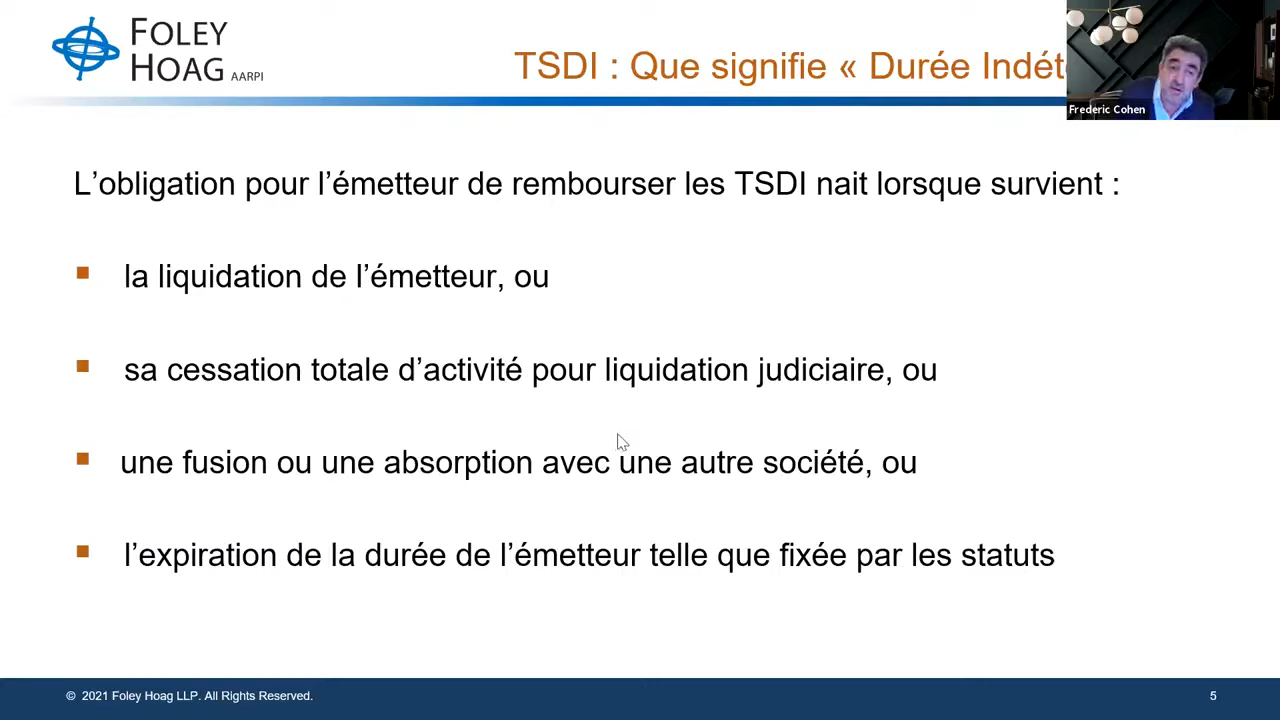 FOLEY
HOAG AARPI
TSDI : Que signifie « Durée Indét
Frederic Cohen
L’obligation pour l’émetteur de rembourser les TSDI nait lorsque survient :
la liquidation de l’émetteur, ou
sa cessation totale d’activité pour liquidation judiciaire, ou
une fusion ou une absorption avec une autre société, ou
l’expiration de la durée de l’émetteur telle que fixée par les statuts
© 2021 Foley Hoag LLP. All Rights Reserved.
5